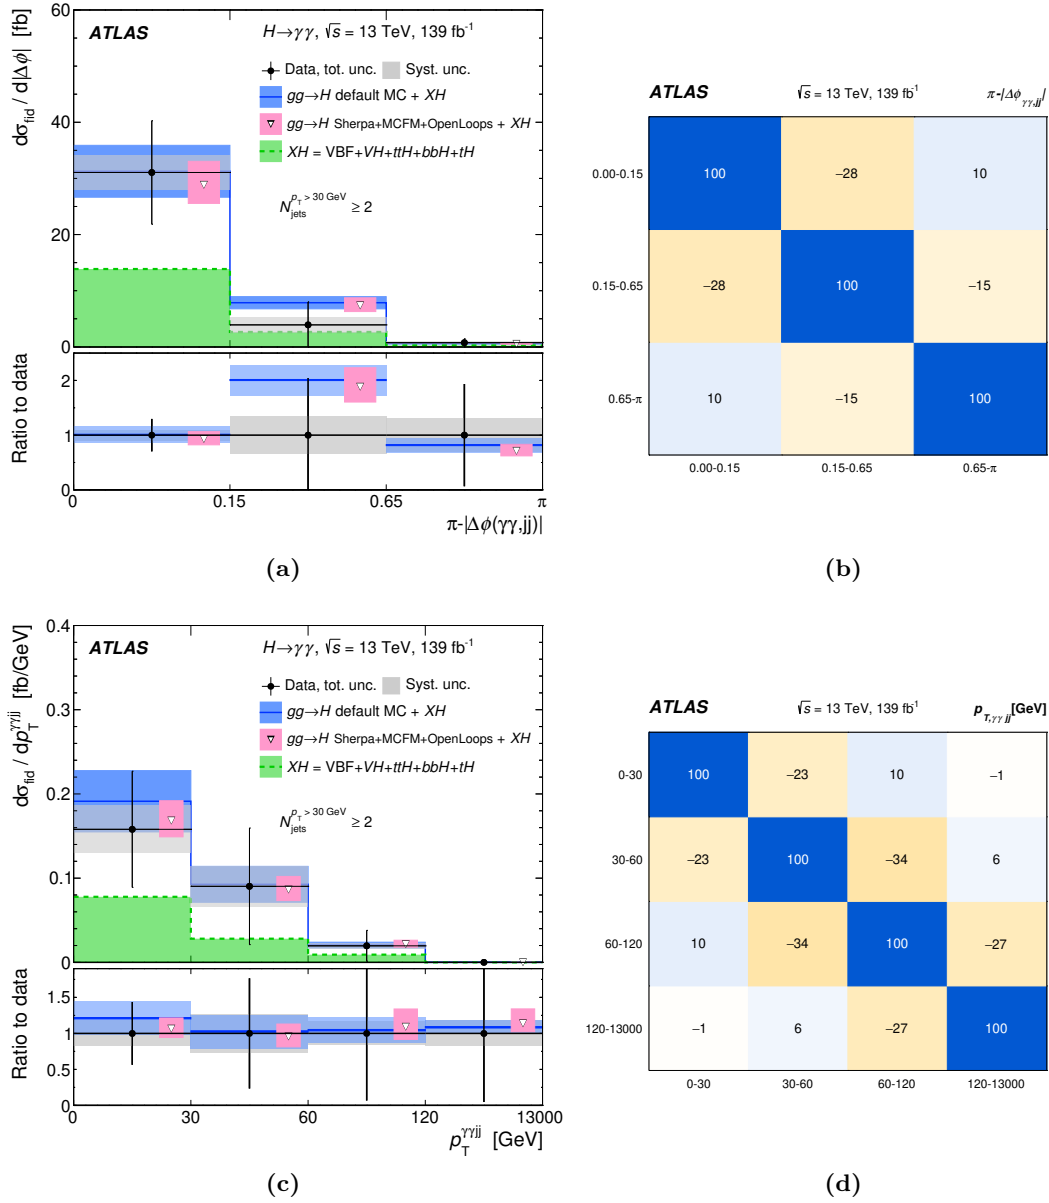 ATLAS
H→γγ, √s = 13 TeV, 139 fb⁻¹
Data, tot. unc.
Syst. unc.
gg→H default MC + XH
gg→H Sherpa+MCFM+OpenLoops + XH
XH = VBF+VH+ttH+bbH+tH
N_jets^{p_T > 30 GeV} ≥ 2
dσ_fid / d|Δϕ| [fb]
60
40
20
0
Ratio to data
2
1
0
0
0.15
0.65
π
π-|Δϕ(γγ,jj)|
(a)
ATLAS
√s = 13 TeV, 139 fb⁻¹
π-|Δϕ_{γγ,jj}|
0.00-0.15
100
−28
10
0.15-0.65
−28
100
−15
0.65-π
10
−15
100
0.00-0.15
0.15-0.65
0.65-π
(b)
ATLAS
H→γγ, √s = 13 TeV, 139 fb⁻¹
Data, tot. unc.
Syst. unc.
gg→H default MC + XH
gg→H Sherpa+MCFM+OpenLoops + XH
XH = VBF+VH+ttH+bbH+tH
N_jets^{p_T > 30 GeV} ≥ 2
dσ_fid / dp_T^{γγjj} [fb/GeV]
0.4
0.3
0.2
0.1
0
Ratio to data
1.5
1
0.5
0
0
30
60
120
13000
p_T^{γγjj} [GeV]
(c)
ATLAS
√s = 13 TeV, 139 fb⁻¹
p_{T,γγ jj}[GeV]
0-30
100
−23
10
−1
30-60
−23
100
−34
6
60-120
10
−34
100
−27
120-13000
−1
6
−27
100
0-30
30-60
60-120
120-13000
(d)